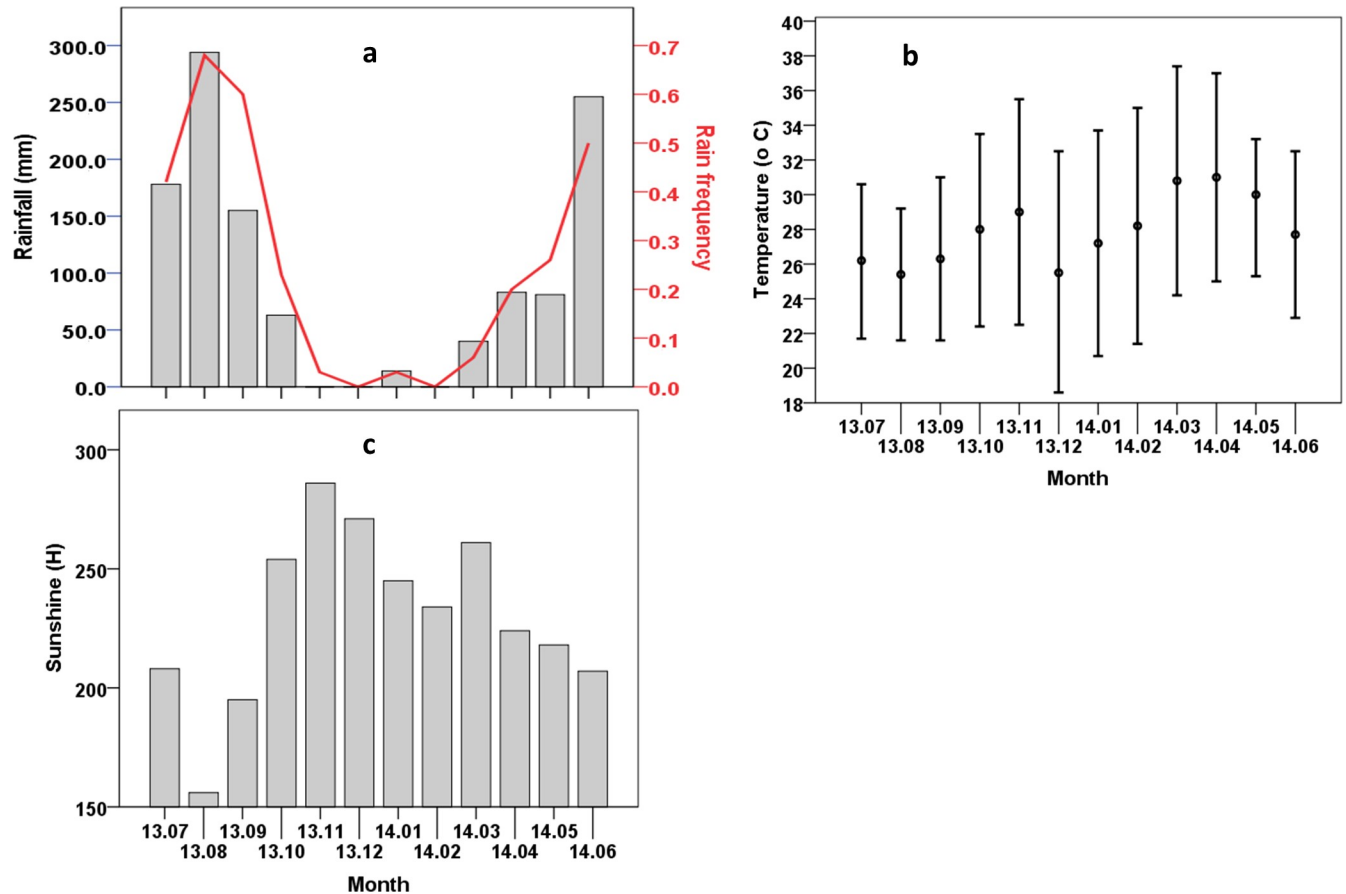 a
Rainfall (mm)
300.0
250.0
200.0
150.0
100.0
50.0
0.0
0.7
0.6
0.5
0.4
0.3
0.2
0.1
0.0
Rain frequency
b
Temperature (o C)
40
38
36
34
32
30
28
26
24
22
20
18
13.07 13.09 13.11 14.01 14.03 14.05
13.08 13.10 13.12 14.02 14.04 14.06
Month
c
Sunshine (H)
300
250
200
150
13.07 13.09 13.11 14.01 14.03 14.05
13.08 13.10 13.12 14.02 14.04 14.06
Month